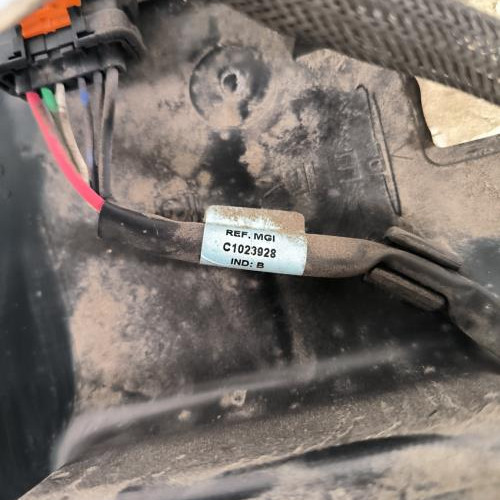 REF. MGI
C1023928
IND: B